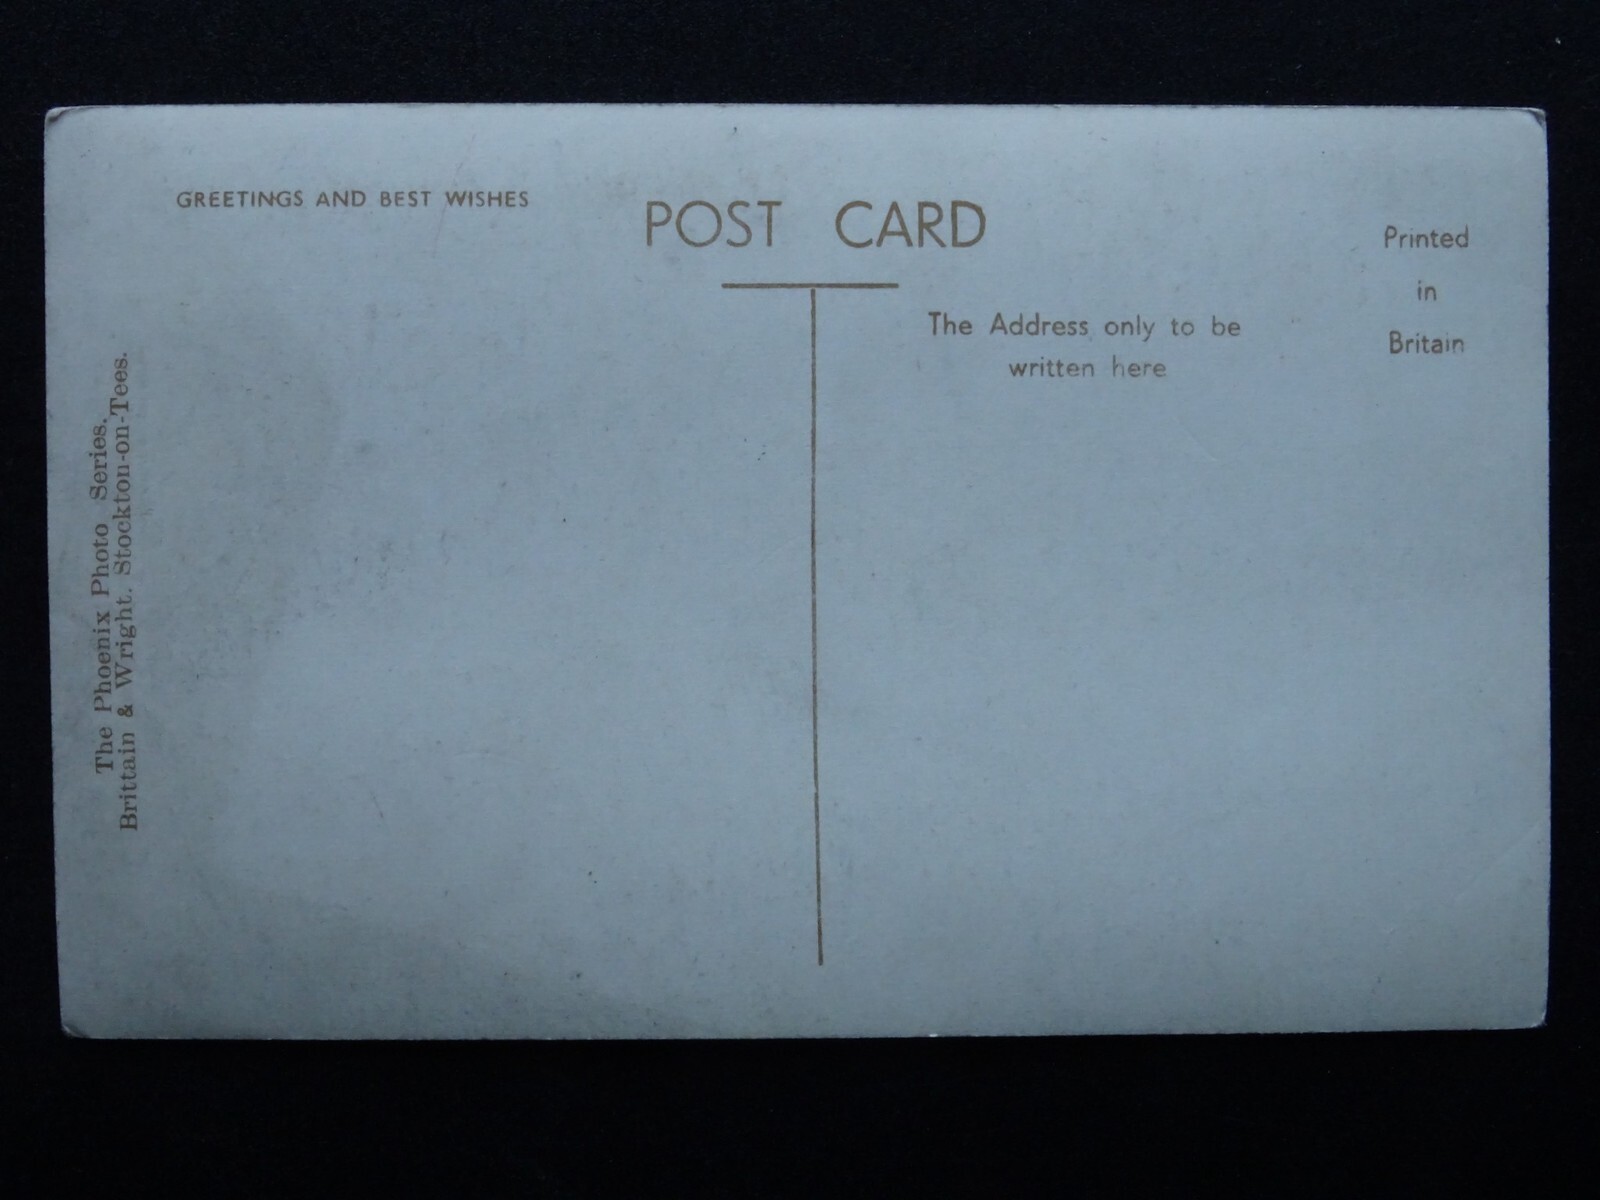 GREETINGS AND BEST WISHES
POST CARD
The Address only to be
written here
Printed
in
Britain
The Phoenix Photo Series.
Brittain & Wright. Stockton-on-Tees.